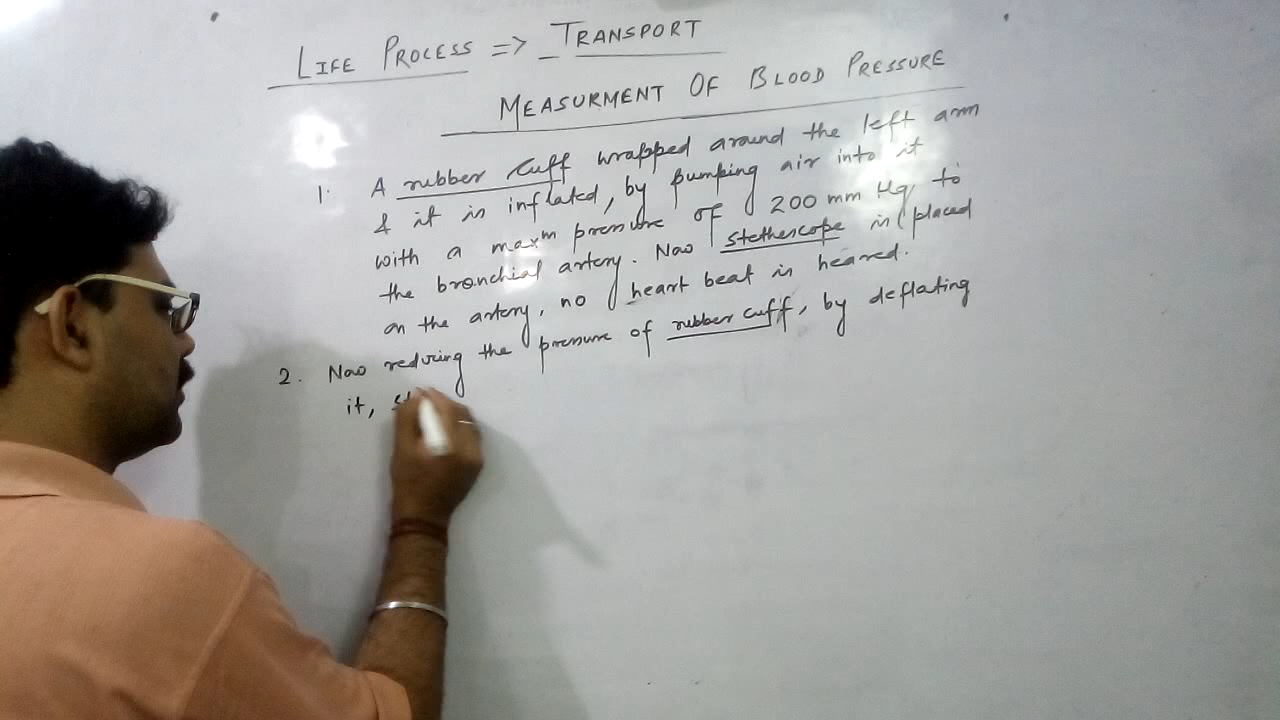 LIFE PROCESS => TRANSPORT
MEASURMENT OF BLOOD PRESSURE
1. A rubber cuff wrapped around the left arm
& it is inflated, by pumping air into it
with a maxm pressure of 200 mm Hg, to
the bronchial artery. Now stethescope is placed
on the artery, no heart beat is heared.
2. Now reducing the pressure of rubber cuff, by deflating
it,